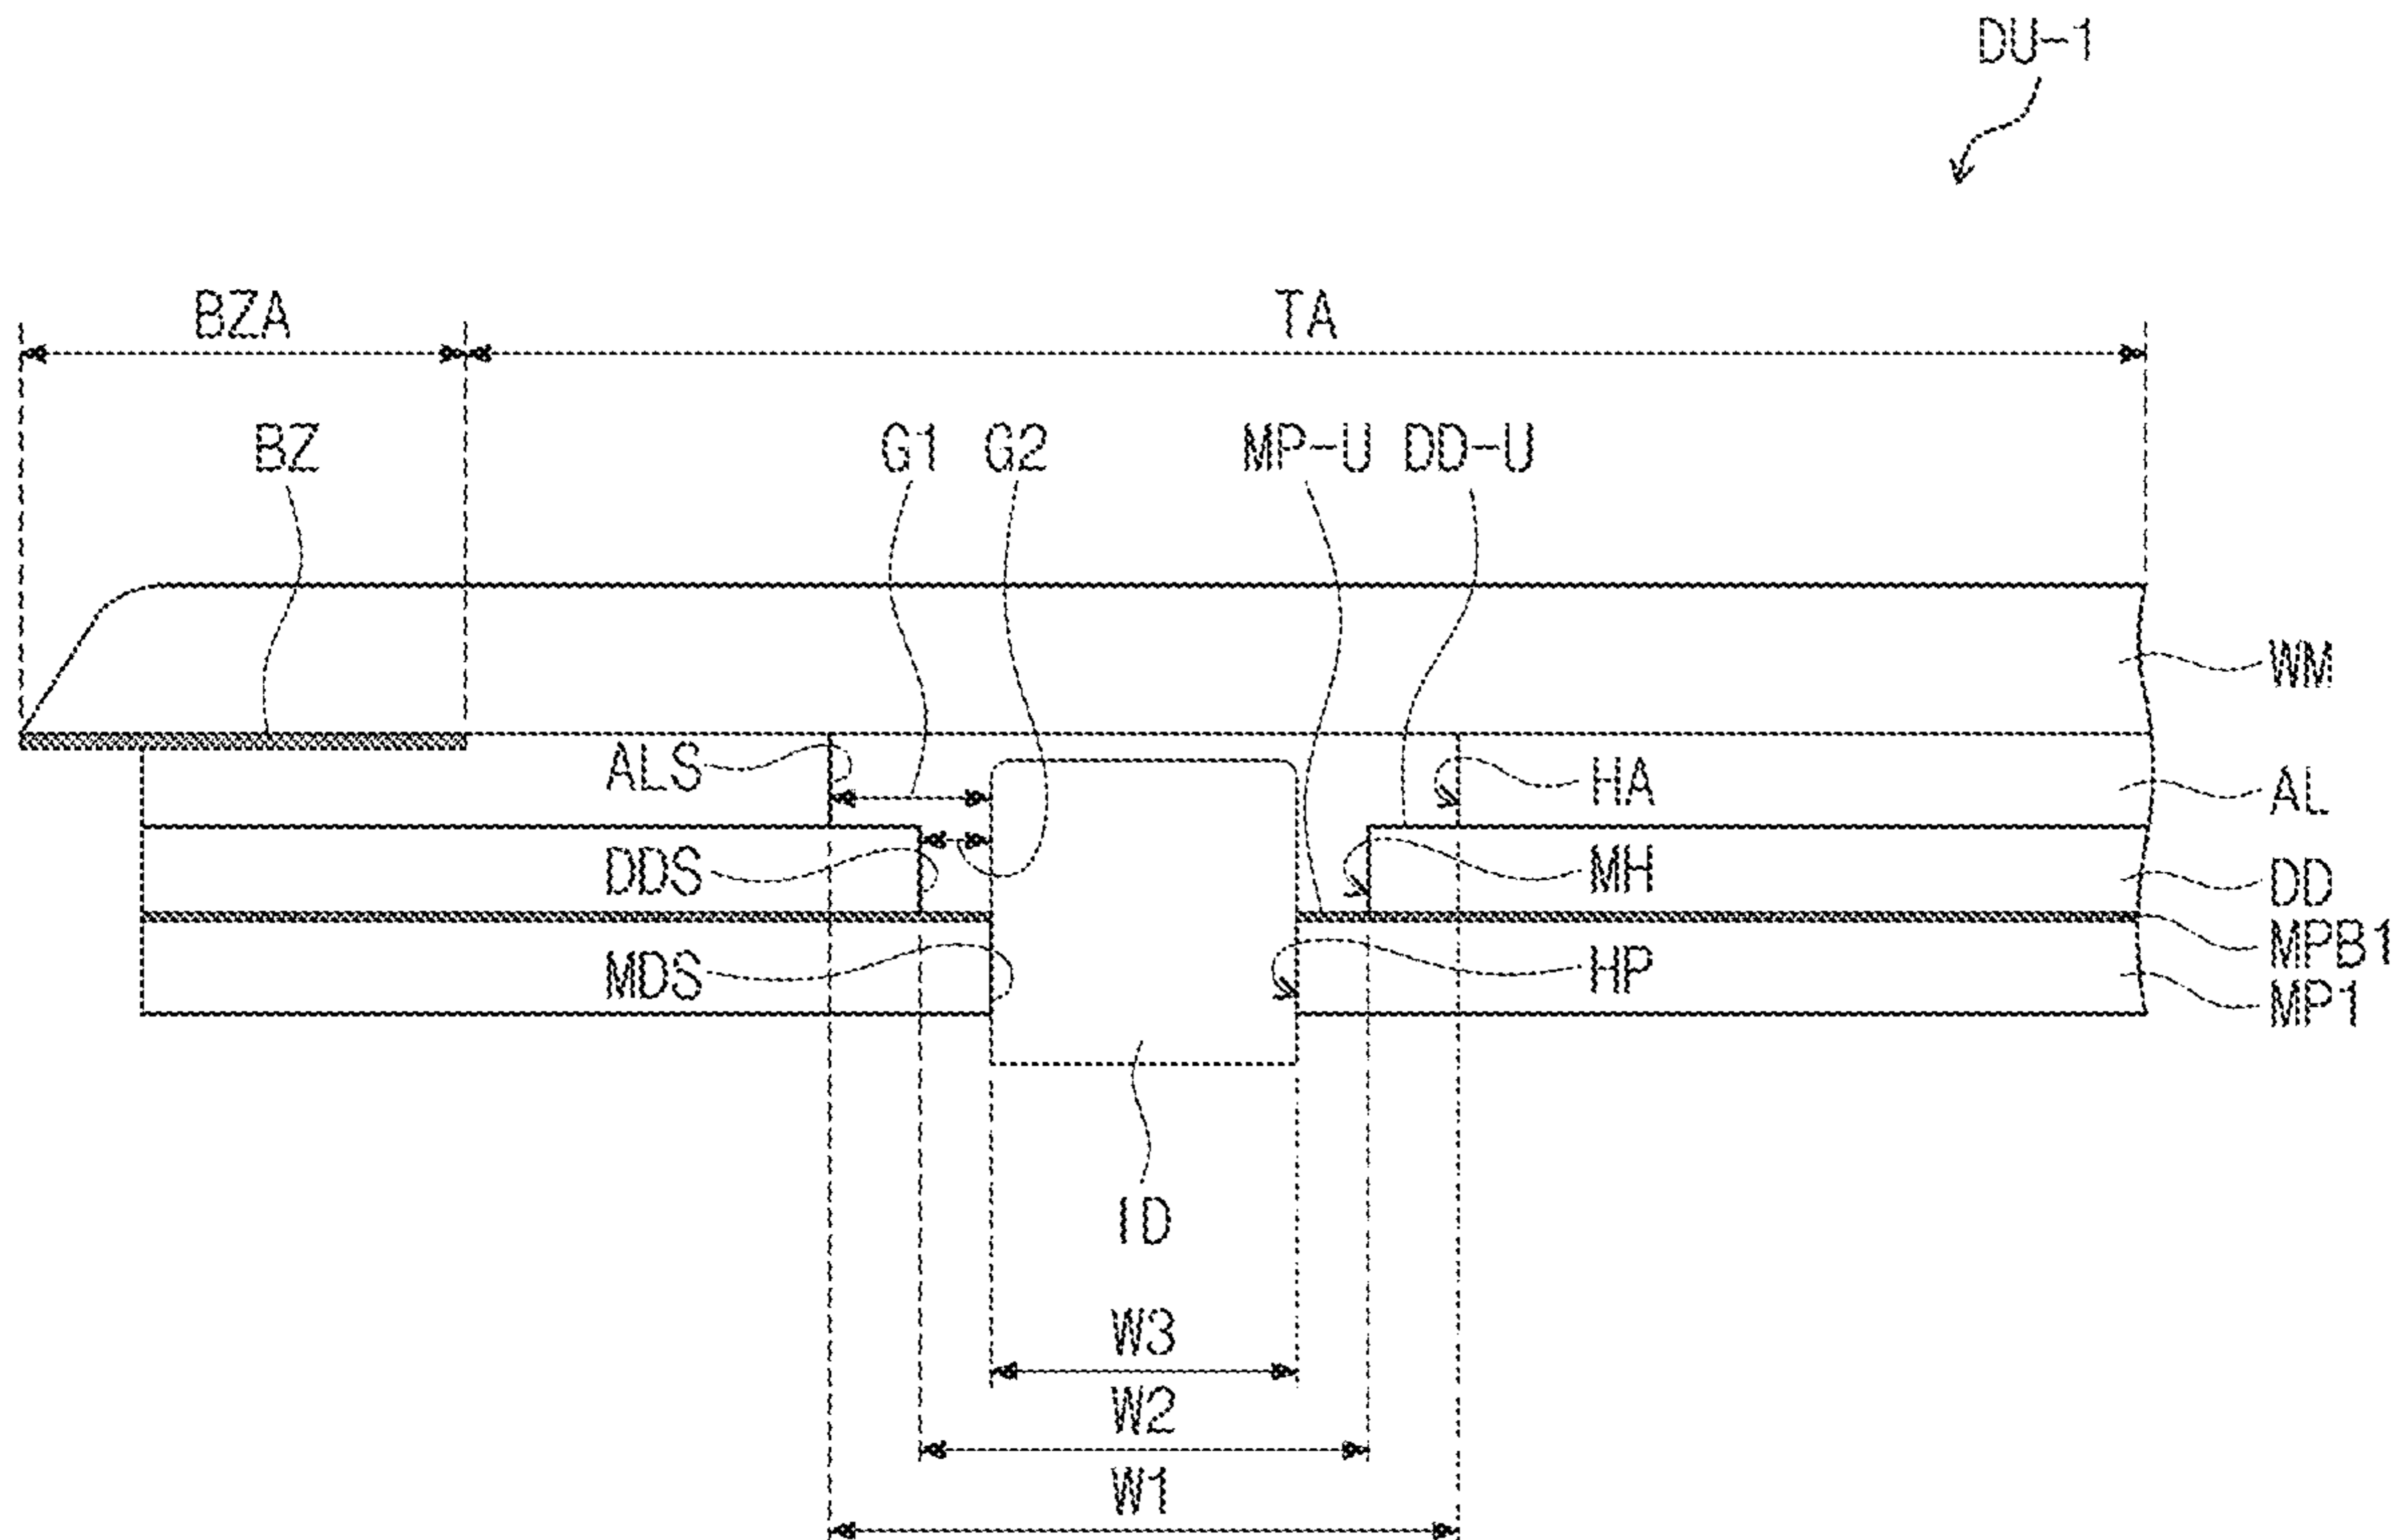 DU-1
BZA TA
BZ G1 G2 MP-U DD-U
WM
ALS HA AL
DDS MH DD
MPB1
MDS HP MP1
ID
W3
W2
W1